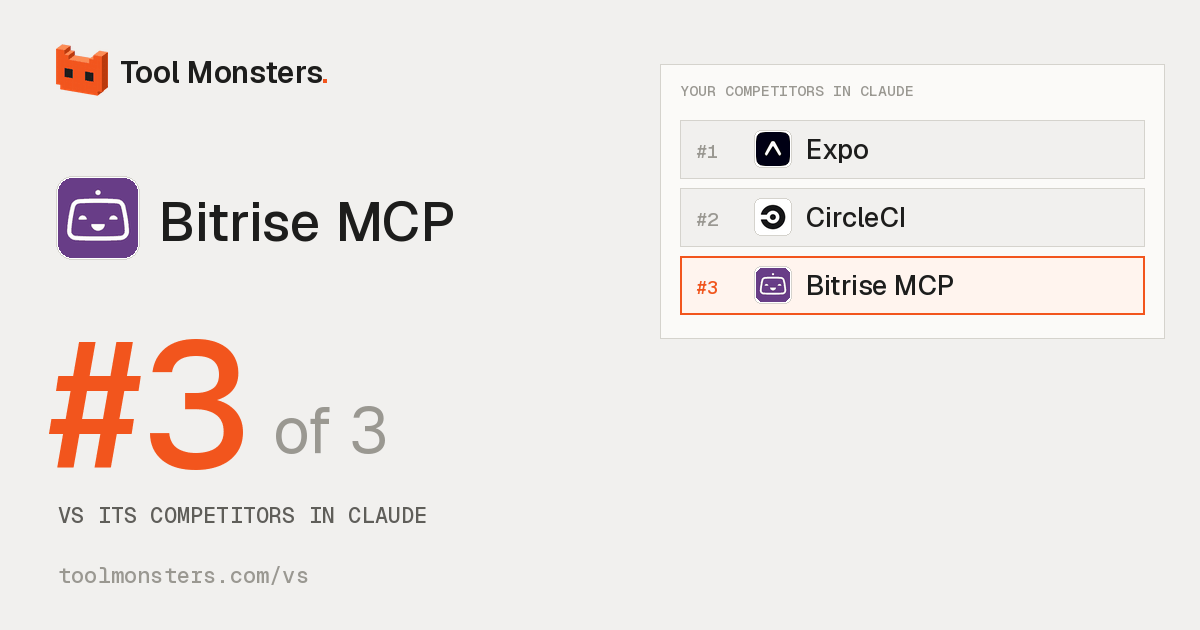 Tool Monsters.
Bitrise MCP
#3 of 3
VS ITS COMPETITORS IN CLAUDE
toolmonsters.com/vs
YOUR COMPETITORS IN CLAUDE
#1 Expo
#2 CircleCI
#3 Bitrise MCP